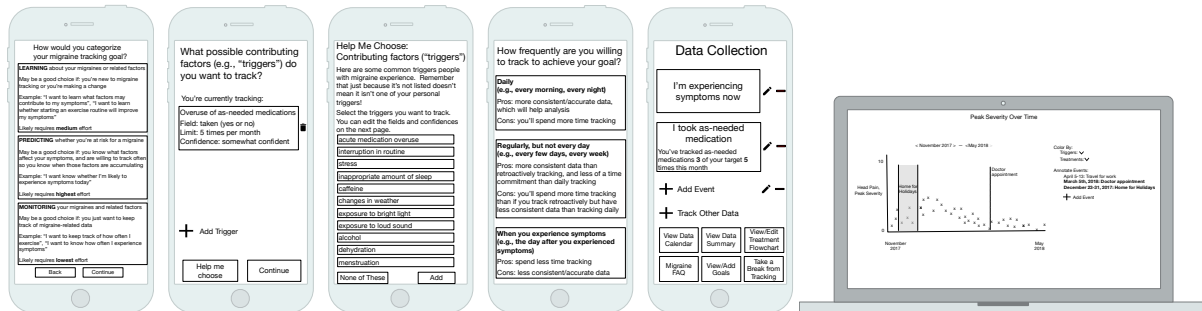 How would you categorize
your migraine tracking goal?
LEARNING about your migraines or related factors
May be a good choice if: you're new to migraine
tracking or you're making a change
Example: "I want to learn what factors may
contribute to my symptoms", "I want to learn
whether starting an exercise routine will improve
my symptoms"
Likely requires medium effort
PREDICTING whether you're at risk for a migraine
May be a good choice if: you know what factors
affect your symptoms, and are willing to track often
so you know when those factors are accumulating
Example: "I want know whether I'm likely to
experience symptoms today"
Likely requires highest effort
MONITORING your migraines and related factors
May be a good choice if: you just want to keep
track of migraine-related data
Example: "I want to keep track of how often I
exercise", "I want to know how often I experience
symptoms"
Likely requires lowest effort
Back
Continue
What possible contributing
factors (e.g., "triggers") do
you want to track?
You're currently tracking:
Overuse of as-needed medications
Field: taken (yes or no)
Limit: 5 times per month
Confidence: somewhat confident
Add Trigger
Help me
choose
Continue
Help Me Choose:
Contributing factors ("triggers")
Here are some common triggers people
with migraine experience. Remember
that just because it's not listed doesn't
mean it isn't one of your personal
triggers!
Select the triggers you want to track.
You can edit the fields and confidences
on the next page.
acute medication overuse
interruption in routine
stress
inappropriate amount of sleep
caffeine
changes in weather
exposure to bright light
exposure to loud sound
alcohol
dehydration
menstruation
None of These
Add
How frequently are you willing
to track to achieve your goal?
Daily
(e.g., every morning, every night)
Pros: more consistent/accurate data,
which will help analysis
Cons: you'll spend more time tracking
Regularly, but not every day
(e.g., every few days, every week)
Pros: more consistent data than
retroactively tracking, and less of a time
commitment than daily tracking
Cons: You'll spend more time tracking
than if you track retroactively but have
less consistent data than tracking daily
When you experience symptoms
(e.g., the day after you experienced
symptoms)
Pros: spend less time tracking
Cons: less consistent/accurate data
Data Collection
I'm experiencing
symptoms now
I took as-needed
medication
You've tracked as-needed
medications 3 of your target 5
times this month
Add Event
Track Other Data
View Data
Calendar
View Data
Summary
View/Edit
Treatment
Flowchart
Migraine
FAQ
View/Add
Goals
Take a
Break from
Tracking
Peak Severity Over Time
< November 2017 > – <May 2018 >
10
Head Pain,
Peak Severity
0
Home for
Holidays
Doctor
appointment
November
2017
May
2018
Color By:
Triggers:
Treatments:
Annotate Events:
April 5-13: Travel for work
March 5th, 2018: Doctor appointment
December 22-31, 2017: Home for Holidays
Add Event